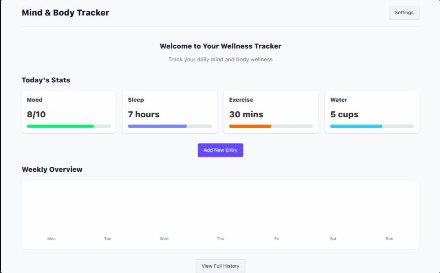 Mind & Body Tracker
Settings
Welcome to Your Wellness Tracker
Track your daily mind and body wellness
Today's Stats
Mood
8/10
Sleep
7 hours
Exercise
30 mins
Water
5 cups
Add New Entry
Weekly Overview
Mon Tue Wed Thu Fri Sat Sun
View Full History